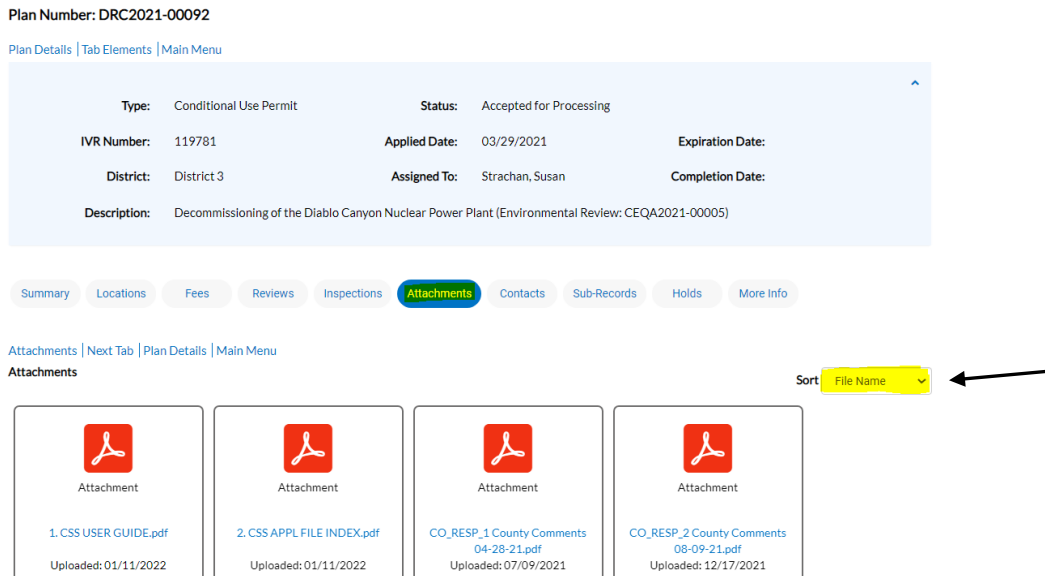 Plan Number: DRC2021-00092
Plan Details | Tab Elements | Main Menu
Type: Conditional Use Permit Status: Accepted for Processing
IVR Number: 119781 Applied Date: 03/29/2021 Expiration Date:
District: District 3 Assigned To: Strachan, Susan Completion Date:
Description: Decommissioning of the Diablo Canyon Nuclear Power Plant (Environmental Review: CEQA2021-00005)
Summary Locations Fees Reviews Inspections Attachments Contacts Sub-Records Holds More Info
Attachments | Next Tab | Plan Details | Main Menu
Attachments
Sort File Name
Attachment Attachment Attachment Attachment
1. CSS USER GUIDE.pdf 2. CSS APPL FILE INDEX.pdf CO_RESP_1 County Comments CO_RESP_2 County Comments
04-28-21.pdf 08-09-21.pdf
Uploaded: 01/11/2022 Uploaded: 01/11/2022 Uploaded: 07/09/2021 Uploaded: 12/17/2021